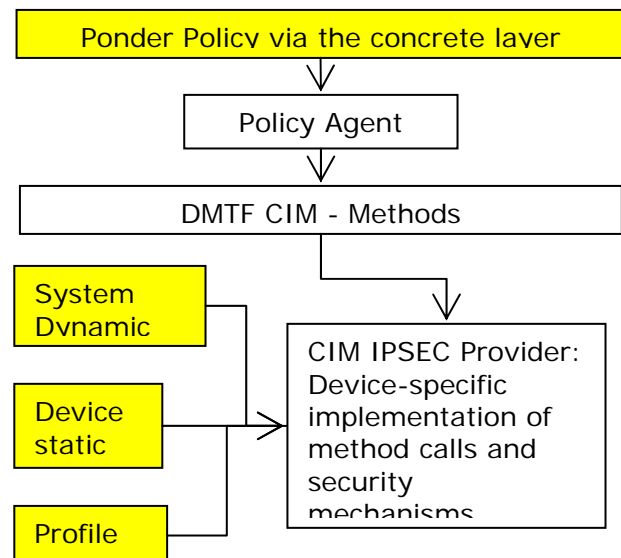 Ponder Policy via the concrete layer
Policy Agent
DMTF CIM - Methods
System
Dynamic
Device
static
Profile
CIM IPSEC Provider:
Device-specific
implementation of
method calls and
security
mechanisms